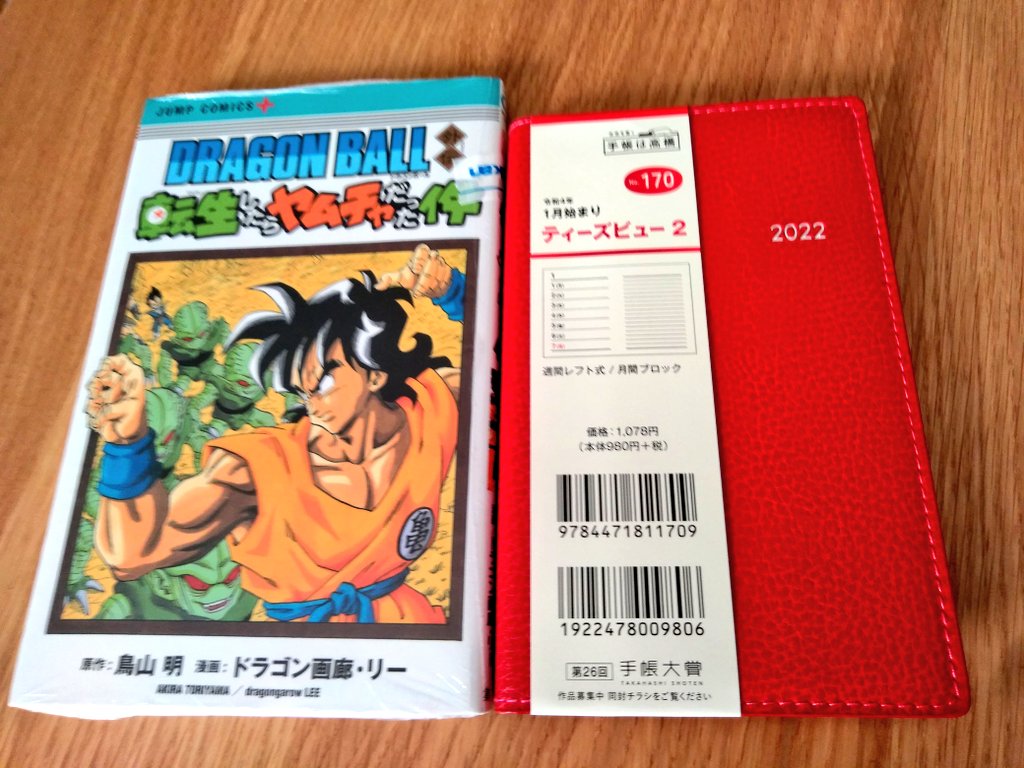 JUMP COMICS+
DRAGON BALL
外伝
転生したらヤムチャだった件
亀
原作:鳥山 明 漫画:ドラゴン画廊・リー
AKIRA TORIYAMA / dragongarow LEE
手帳は高橋
No. 170
令和4年
1月始まり
ティーズビュー 2
週間レフト式 / 月間ブロック
価格:1,078円
(本体980円+税)
9784471811709
1922478009806
第26回 手帳大賞
TAKAHASHI SHOTEN
作品募集中 同封チラシをご覧ください
2022